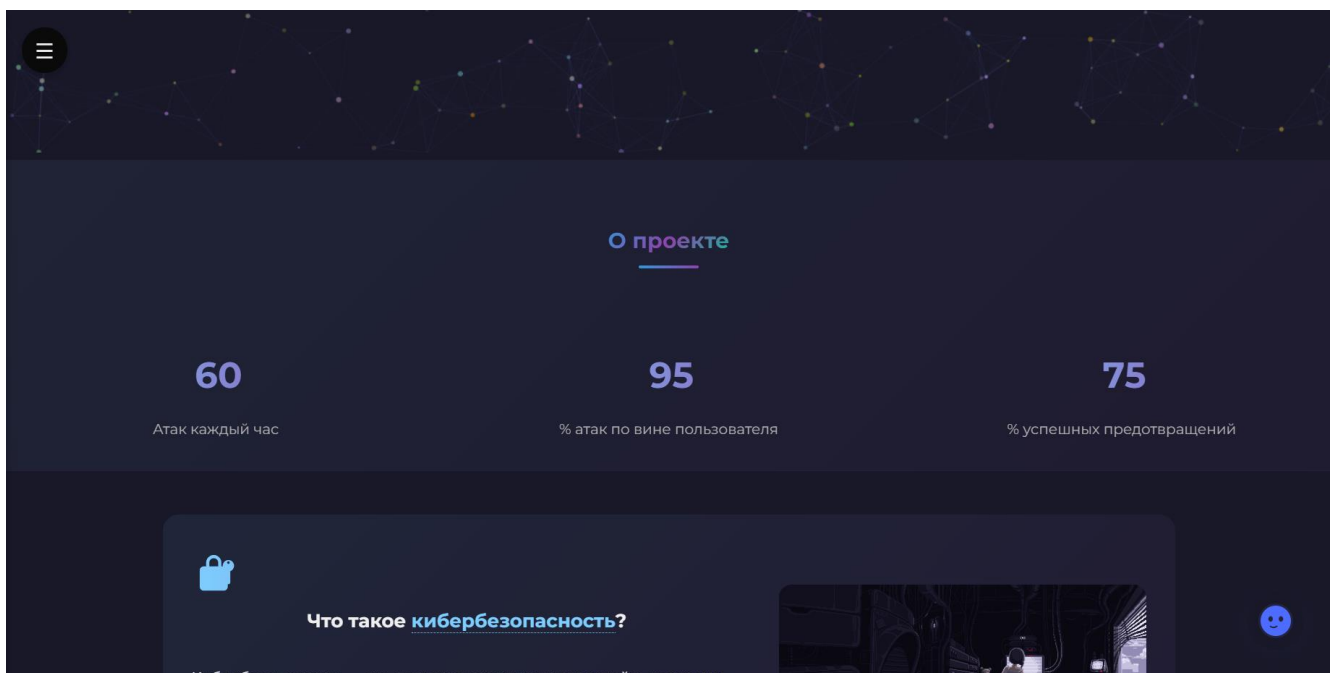 О проекте
60
95
75
Атак каждый час
% атак по вине пользователя
% успешных предотвращений
Что такое кибербезопасность?